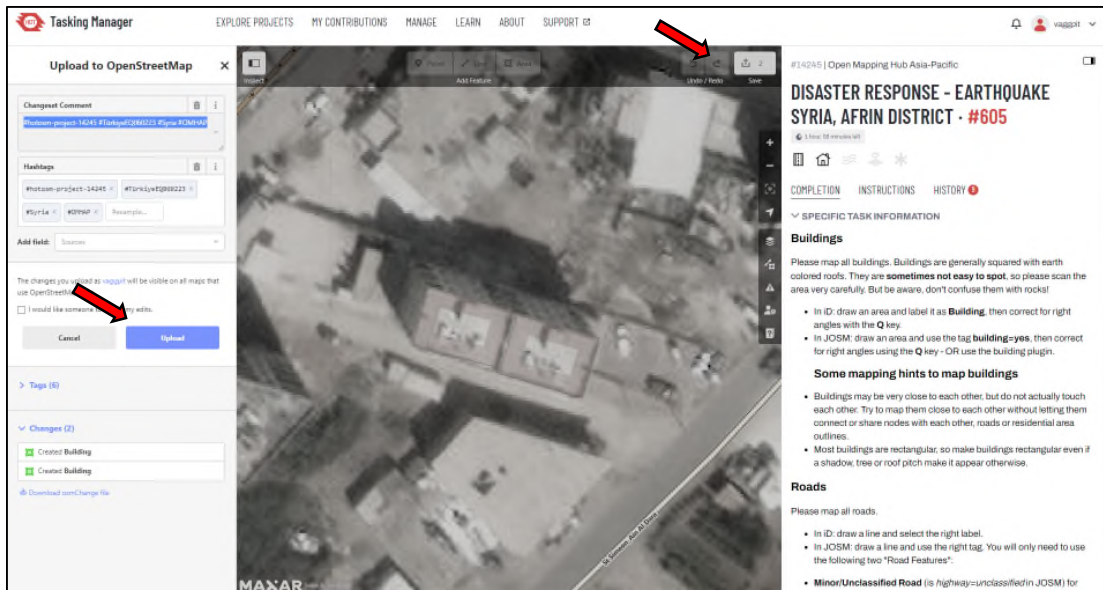 Tasking Manager
EXPLORE PROJECTS MY CONTRIBUTIONS MANAGE LEARN ABOUT SUPPORT
vaggpit
Upload to OpenStreetMap
Changeset Comment
#hotosm-project-14245 #TürkiyeEQ060223 #Syria #OMHAP
Hashtags
#hotosm-project-14245
#TürkiyeEQ060223
#Syria
#OMHAP
Add field: Sources
The changes you upload as vaggpit will be visible on all maps that
use OpenStreetM
I would like someone my edits.
Cancel
Upload
Tags (6)
Changes (2)
Created Building
Created Building
Download osmChange file
Inspect
Point Line Area
Add Feature
Undo / Redo
2
Save
MAXAR
#14245 | Open Mapping Hub Asia-Pacific
DISASTER RESPONSE - EARTHQUAKE
SYRIA, AFRIN DISTRICT · #605
COMPLETION INSTRUCTIONS HISTORY
SPECIFIC TASK INFORMATION
Buildings
Please map all buildings. Buildings are generally squared with earth
colored roofs. They are sometimes not easy to spot, so please scan the
area very carefully. But be aware, don't confuse them with rocks!
• In iD: draw an area and label it as Building, then correct for right
angles with the Q key.
• In JOSM: draw an area and use the tag building=yes, then correct
for right angles using the Q key - OR use the building plugin.
Some mapping hints to map buildings
• Buildings may be very close to each other, but do not actually touch
each other. Try to map them close to each other without letting them
connect or share nodes with each other, roads or residential area
outlines.
• Most buildings are rectangular, so make buildings rectangular even if
a shadow, tree or roof pitch make it appear otherwise.
Roads
Please map all roads.
• In iD: draw a line and select the right label.
• In JOSM: draw a line and use the right tag. You will only need to use
the following two "Road Features":
• Minor/Unclassified Road (is highway=unclassified in JOSM) for